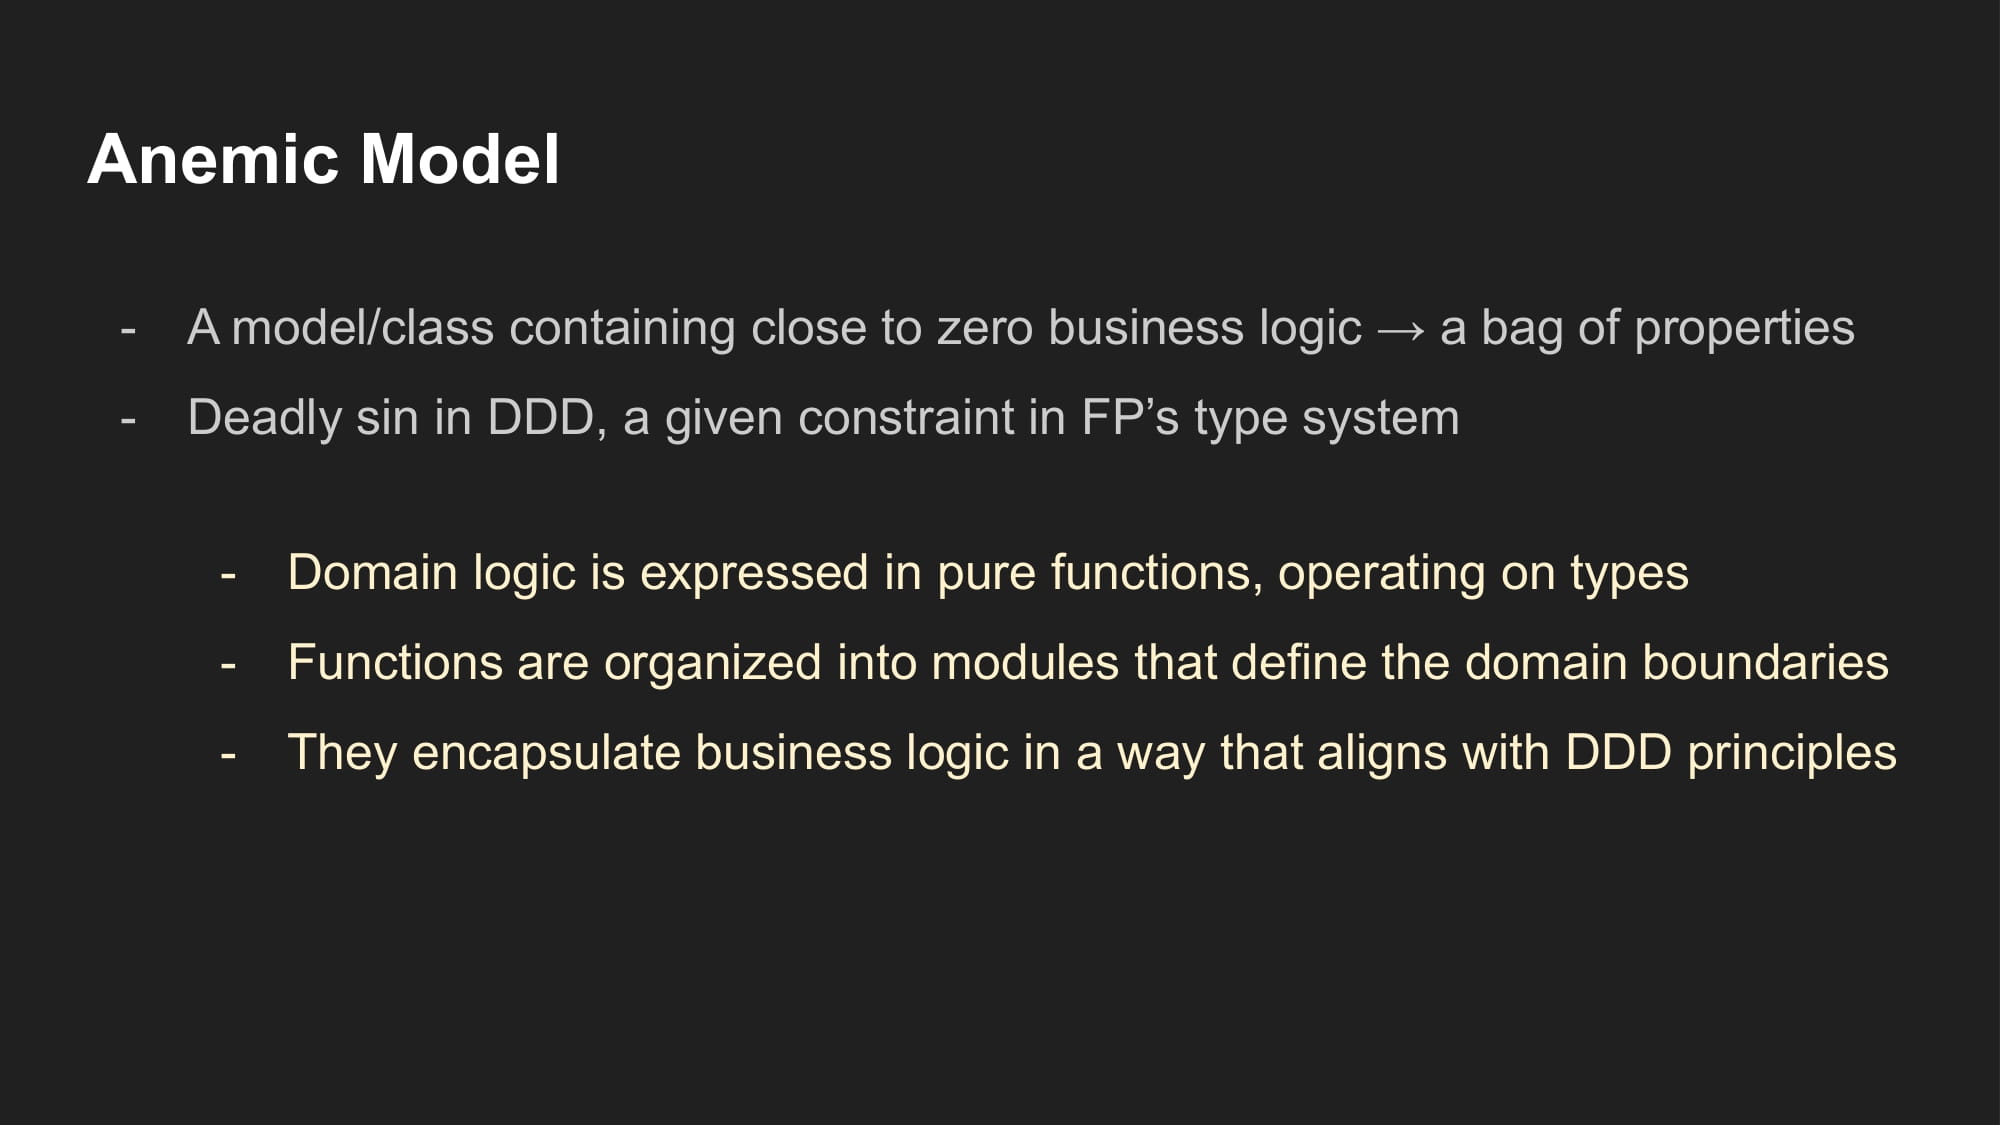 Anemic Model
- A model/class containing close to zero business logic → a bag of properties
- Deadly sin in DDD, a given constraint in FP’s type system
- Domain logic is expressed in pure functions, operating on types
- Functions are organized into modules that define the domain boundaries
- They encapsulate business logic in a way that aligns with DDD principles